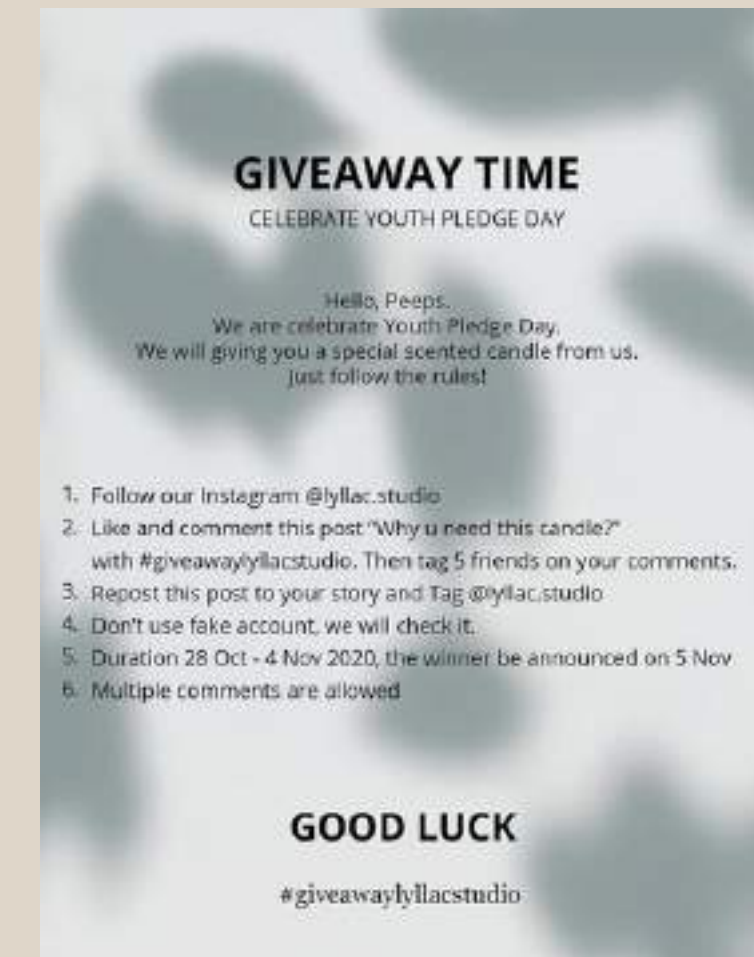 GIVEAWAY TIME
CELEBRATE YOUTH PLEDGE DAY
Hello, Peeps.
We are celebrate Youth Pledge Day.
We will giving you a special scented candle from us.
Just follow the rules!
1. Follow our Instagram @lyllac.studio
2. Like and comment this post "Why u need this candle?"
with #giveawaylyllacstudio. Then tag 5 friends on your comments.
3. Repost this post to your story and Tag @lyllac.studio
4. Don't use fake account, we will check it.
5. Duration 28 Oct - 4 Nov 2020, the winner be announced on 5 Nov
6. Multiple comments are allowed
GOOD LUCK
#giveawaylyllacstudio